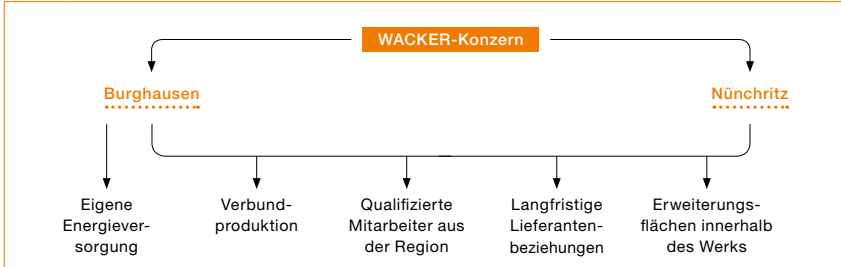 WACKER-Konzern
Burghausen
Nünchritz
Eigene
Energiever-
sorgung
Verbund-
produktion
Qualifizierte
Mitarbeiter aus
der Region
Langfristige
Lieferanten-
beziehungen
Erweiterungs-
flächen innerhalb
des Werks